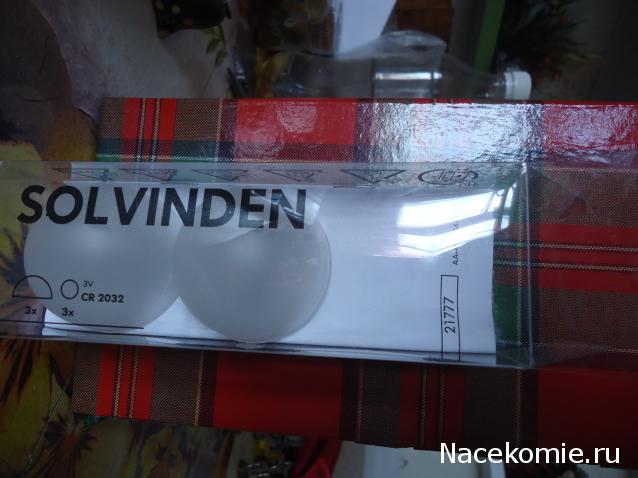 SOLVINDEN
3V
CR 2032
3x 3x
21777
Nacekomie.ru